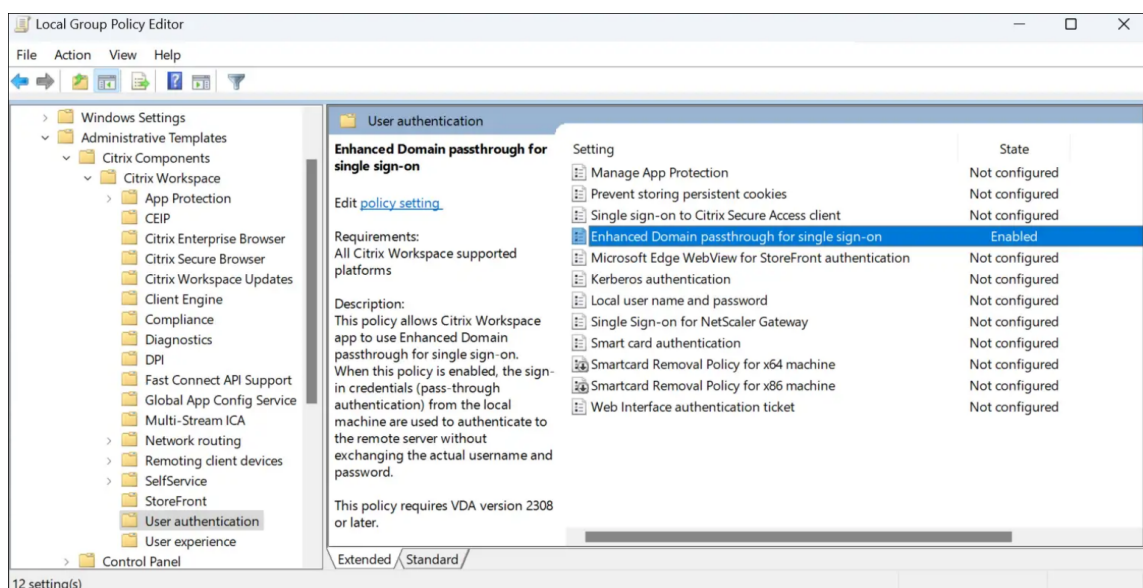 Local Group Policy Editor
File Action View Help
Windows Settings
Administrative Templates
Citrix Components
Citrix Workspace
App Protection
CEIP
Citrix Enterprise Browser
Citrix Secure Browser
Citrix Workspace Updates
Client Engine
Compliance
Diagnostics
DPI
Fast Connect API Support
Global App Config Service
Multi-Stream ICA
Network routing
Remoting client devices
SelfService
StoreFront
User authentication
User experience
Control Panel
User authentication
Enhanced Domain passthrough for
single sign-on
Edit policy setting
Requirements:
All Citrix Workspace supported
platforms
Description:
This policy allows Citrix Workspace
app to use Enhanced Domain
passthrough for single sign-on.
When this policy is enabled, the sign-
in credentials (pass-through
authentication) from the local
machine are used to authenticate to
the remote server without
exchanging the actual username and
password.
This policy requires VDA version 2308
or later.
Setting State
Manage App Protection Not configured
Prevent storing persistent cookies Not configured
Single sign-on to Citrix Secure Access client Not configured
Enhanced Domain passthrough for single sign-on Enabled
Microsoft Edge WebView for StoreFront authentication Not configured
Kerberos authentication Not configured
Local user name and password Not configured
Single Sign-on for NetScaler Gateway Not configured
Smart card authentication Not configured
Smartcard Removal Policy for x64 machine Not configured
Smartcard Removal Policy for x86 machine Not configured
Web Interface authentication ticket Not configured
Extended Standard
12 setting(s)